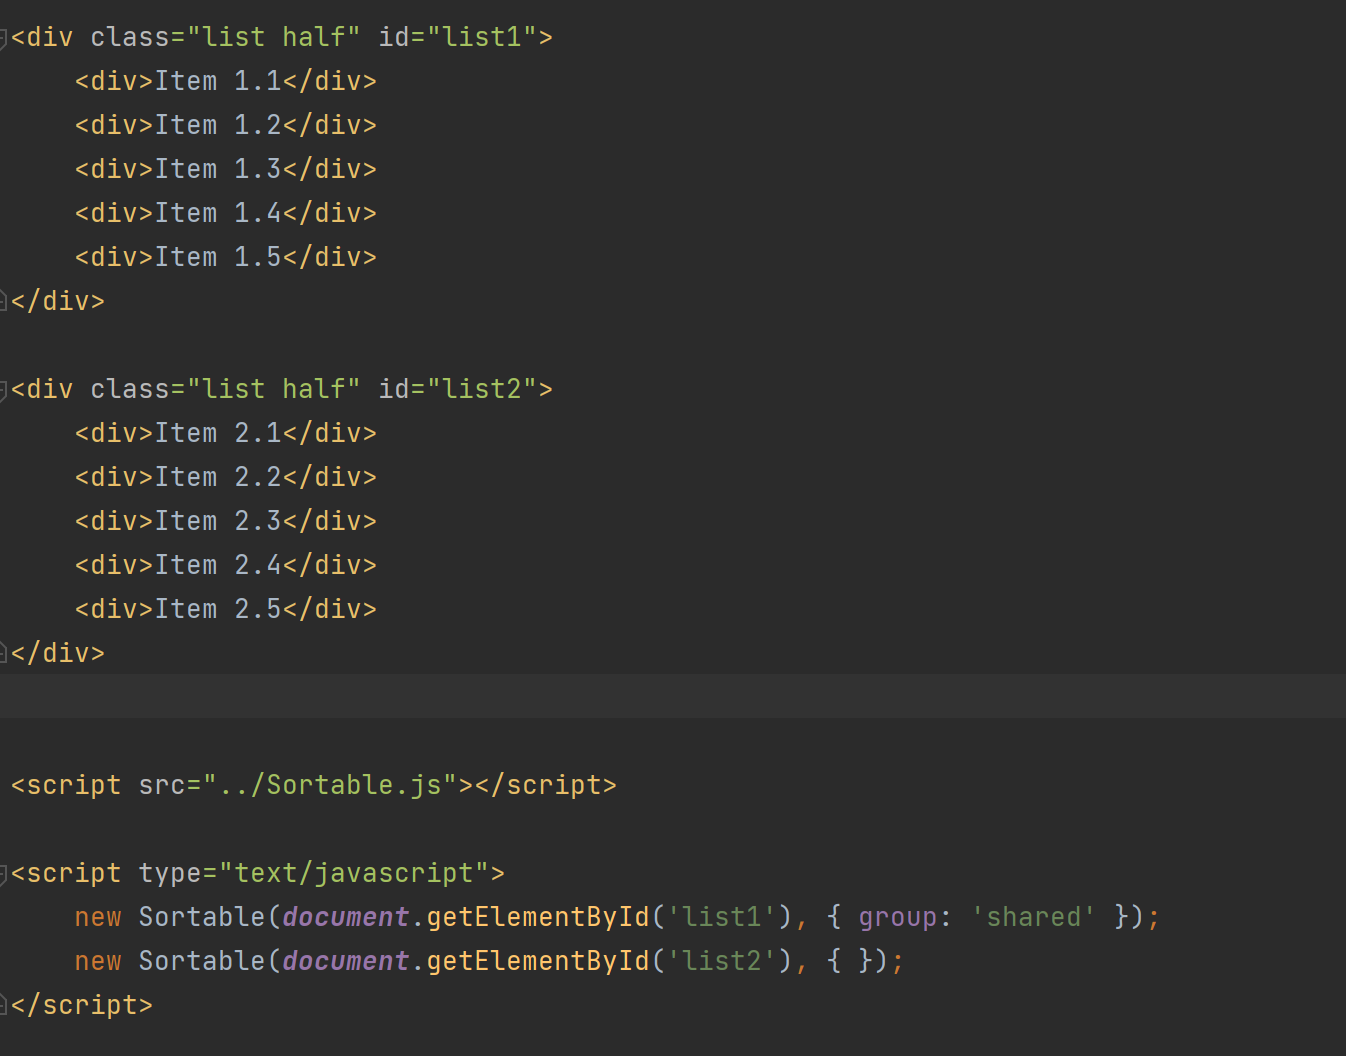 <div class="list half" id="list1">
    <div>Item 1.1</div>
    <div>Item 1.2</div>
    <div>Item 1.3</div>
    <div>Item 1.4</div>
    <div>Item 1.5</div>
</div>
<div class="list half" id="list2">
    <div>Item 2.1</div>
    <div>Item 2.2</div>
    <div>Item 2.3</div>
    <div>Item 2.4</div>
    <div>Item 2.5</div>
</div>
<script src="../Sortable.js"></script>
<script type="text/javascript">
    new Sortable(document.getElementById('list1'), { group: 'shared' });
    new Sortable(document.getElementById('list2'), { });
</script>